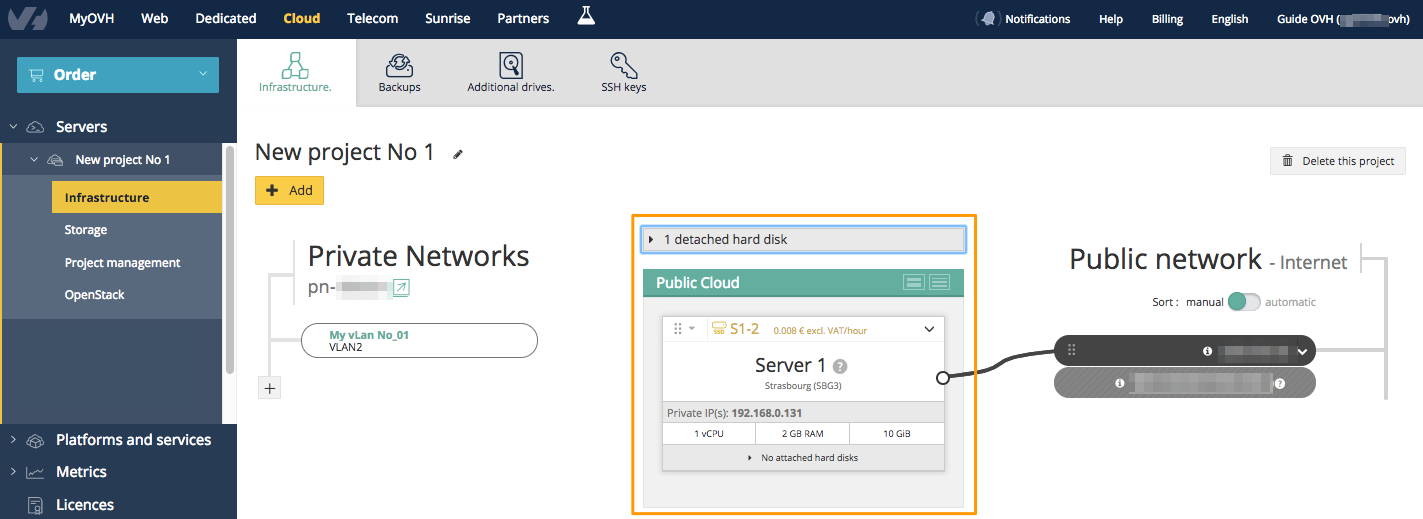 MyOVH Web Dedicated Cloud Telecom Sunrise Partners Notifications Help Billing English Guide OVH ( ovh)
Order
Servers
New project No 1
Infrastructure
Storage
Project management
OpenStack
Platforms and services
Metrics
Licences
Infrastructure. Backups Additional drives. SSH keys
New project No 1
Delete this project
+ Add
Private Networks
pn-
My vLan No_01
VLAN2
+
1 detached hard disk
Public Cloud
SSD S1-2 0.008 € excl. VAT/hour
Server 1 ?
Strasbourg (SBG3)
Private IP(s): 192.168.0.131
1 vCPU 2 GB RAM 10 GiB
No attached hard disks
Public network - Internet
Sort : manual automatic